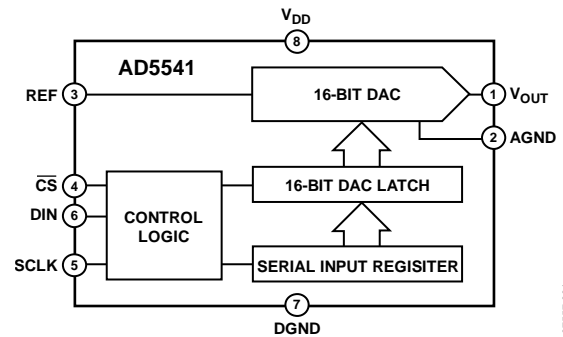 VDD
8
AD5541
REF 3
16-BIT DAC
1 VOUT
2 AGND
CS 4
16-BIT DAC LATCH
DIN 6
CONTROL
LOGIC
SCLK 5
SERIAL INPUT REGISITER
7
DGND